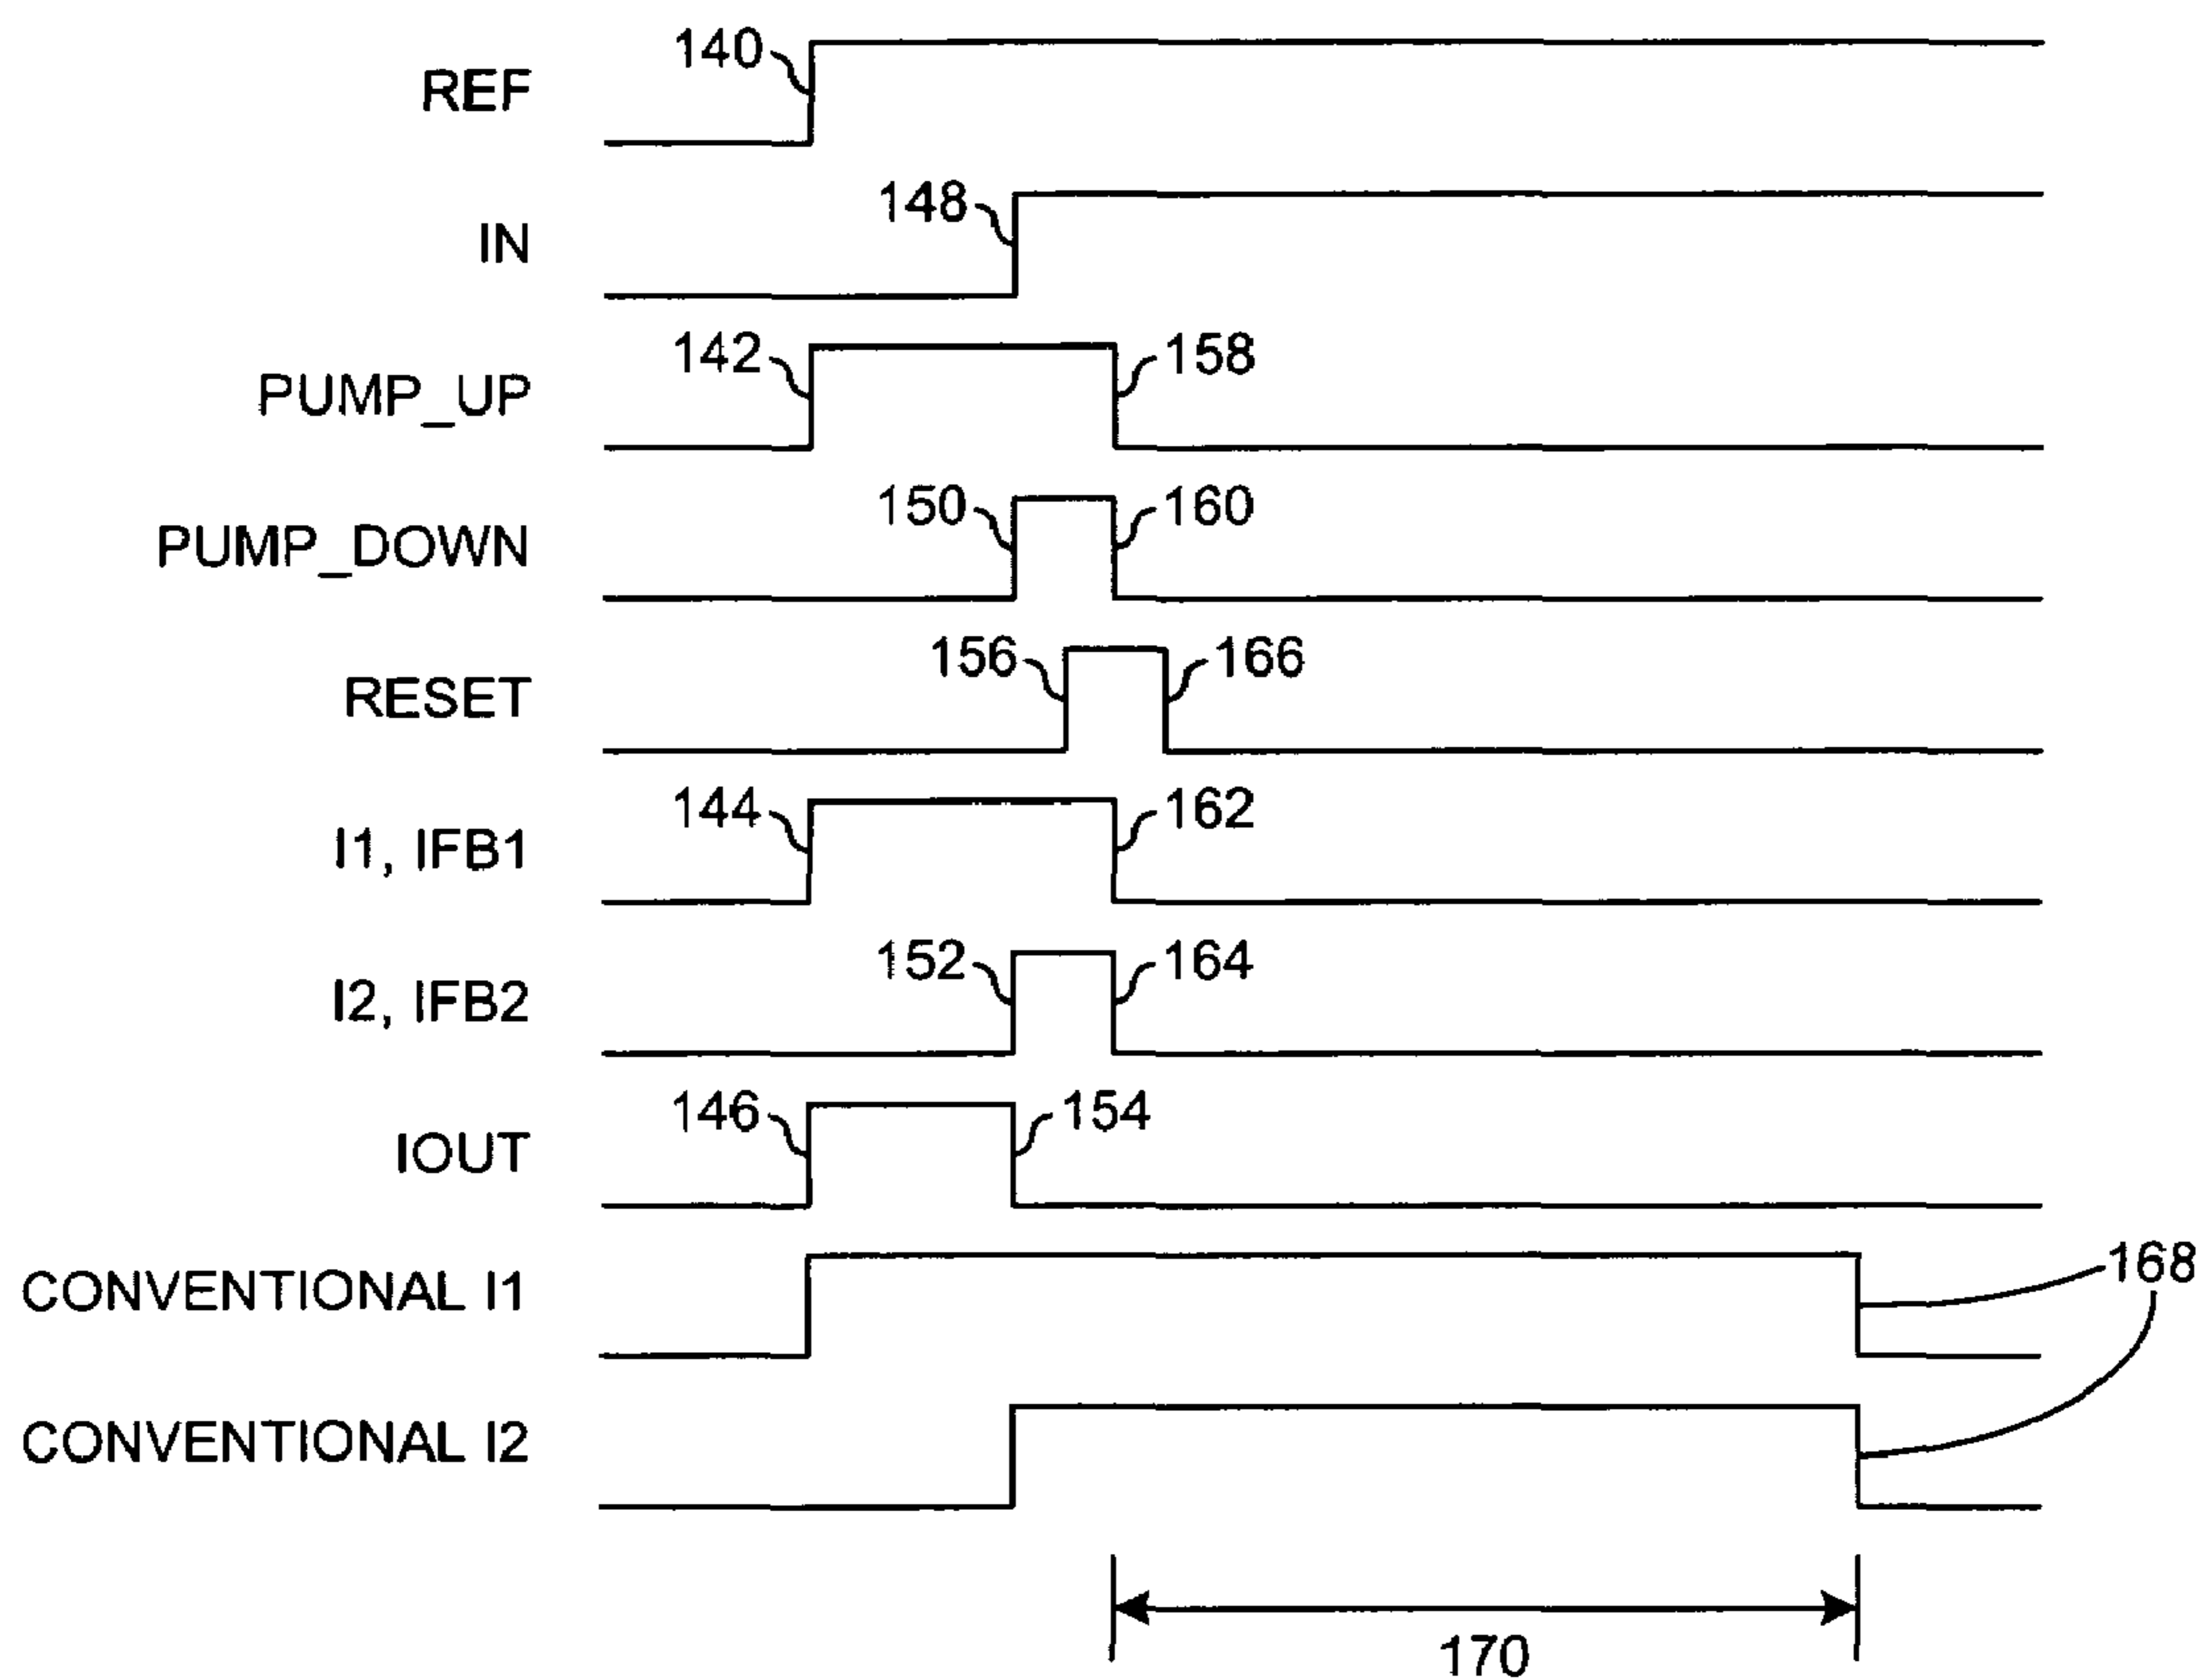 140
REF
148
IN
142
158
PUMP_UP
150
160
PUMP_DOWN
156
166
RESET
144
162
I1, IFB1
152
164
I2, IFB2
146
154
IOUT
168
CONVENTIONAL I1
CONVENTIONAL I2
170